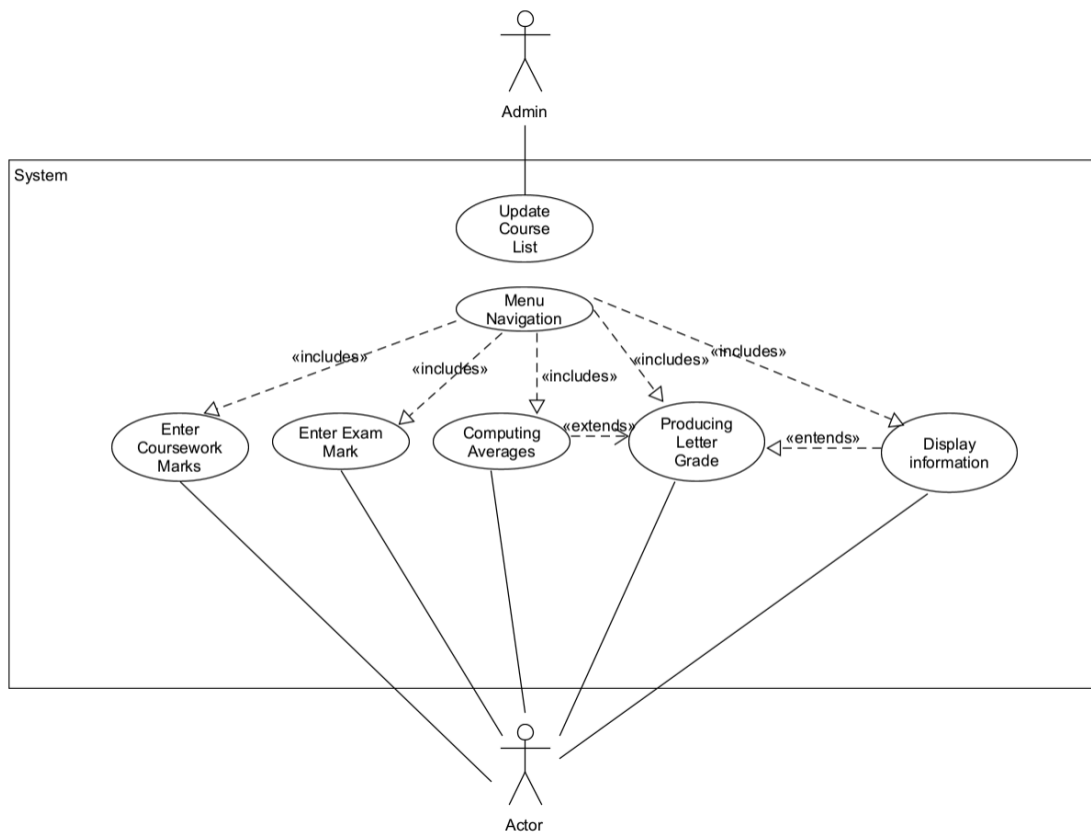 Admin
System
Update
Course
List
Menu
Navigation
«includes»
«includes»
«includes»
«includes»
«includes»
Enter
Coursework
Marks
Enter Exam
Mark
Computing
Averages
«extends»
Producing
Letter
Grade
«entends»
Display
information
Actor